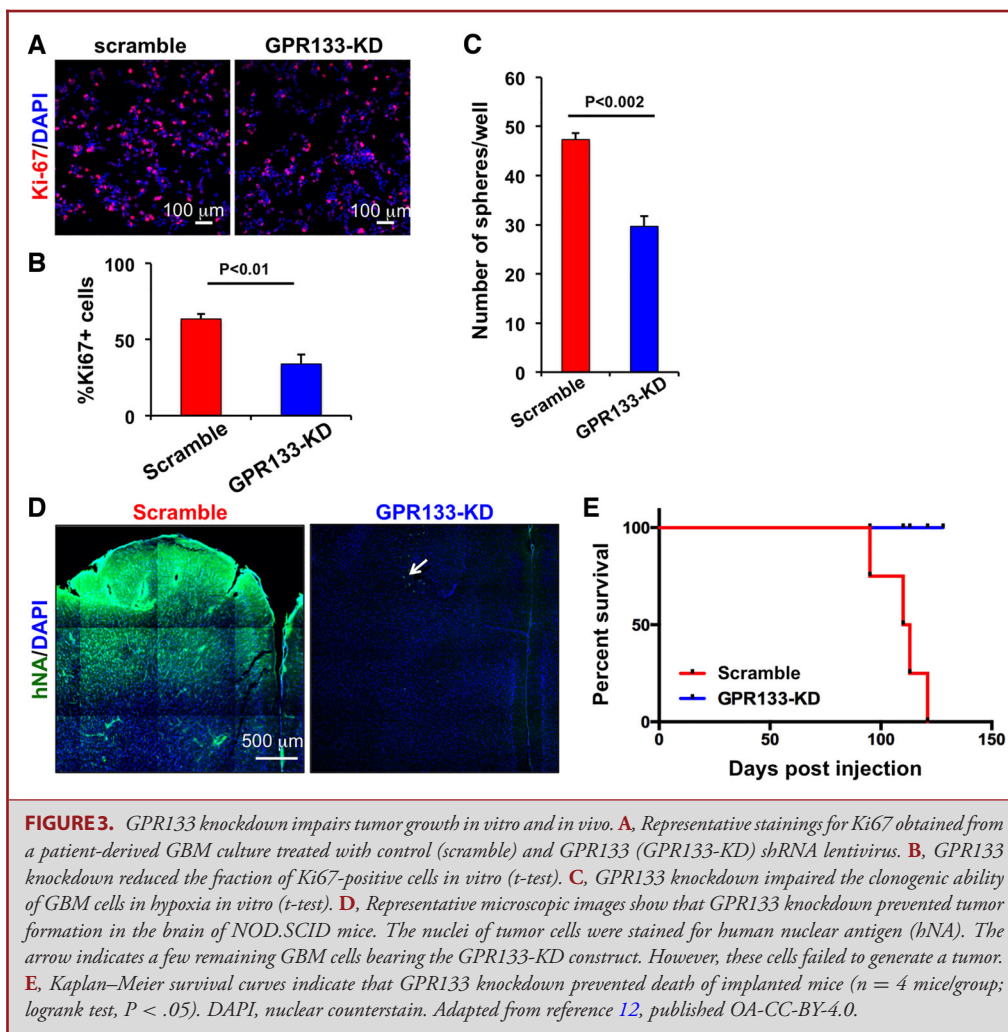 A
scramble
GPR133-KD
Ki-67/DAPI
100 µm
100 µm
B
P<0.01
100
50
0
%Ki67+ cells
Scramble
GPR133-KD
C
P<0.002
60
50
40
30
20
10
0
Number of spheres/well
Scramble
GPR133-KD
D
Scramble
GPR133-KD
hNA/DAPI
500 µm
E
100
50
0
Percent survival
Scramble
GPR133-KD
0
50
100
150
Days post injection
FIGURE 3. GPR133 knockdown impairs tumor growth in vitro and in vivo. A, Representative stainings for Ki67 obtained from
a patient-derived GBM culture treated with control (scramble) and GPR133 (GPR133-KD) shRNA lentivirus. B, GPR133
knockdown reduced the fraction of Ki67-positive cells in vitro (t-test). C, GPR133 knockdown impaired the clonogenic ability
of GBM cells in hypoxia in vitro (t-test). D, Representative microscopic images show that GPR133 knockdown prevented tumor
formation in the brain of NOD.SCID mice. The nuclei of tumor cells were stained for human nuclear antigen (hNA). The
arrow indicates a few remaining GBM cells bearing the GPR133-KD construct. However, these cells failed to generate a tumor.
E, Kaplan–Meier survival curves indicate that GPR133 knockdown prevented death of implanted mice (n = 4 mice/group;
logrank test, P < .05). DAPI, nuclear counterstain. Adapted from reference 12, published OA-CC-BY-4.0.